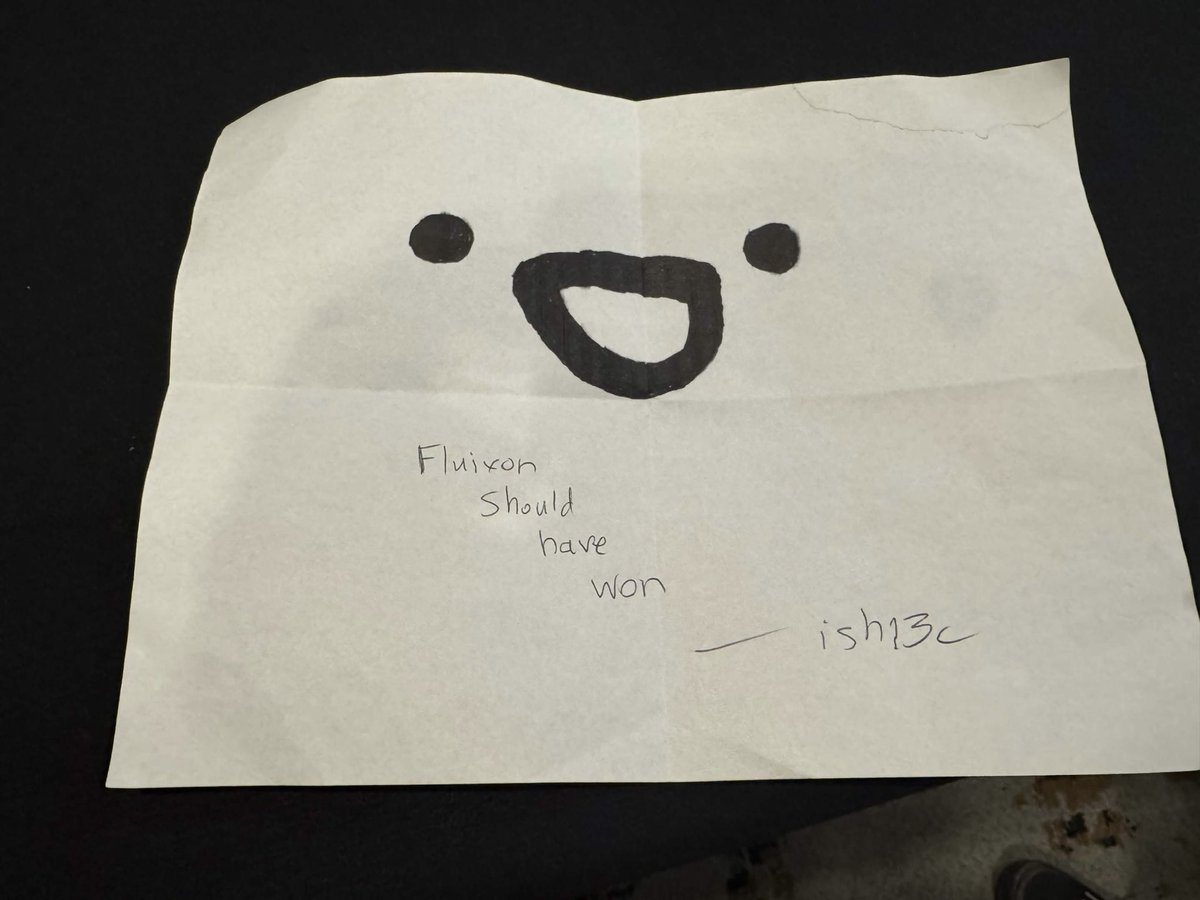 Fluixon
should
have
won
— ish13c